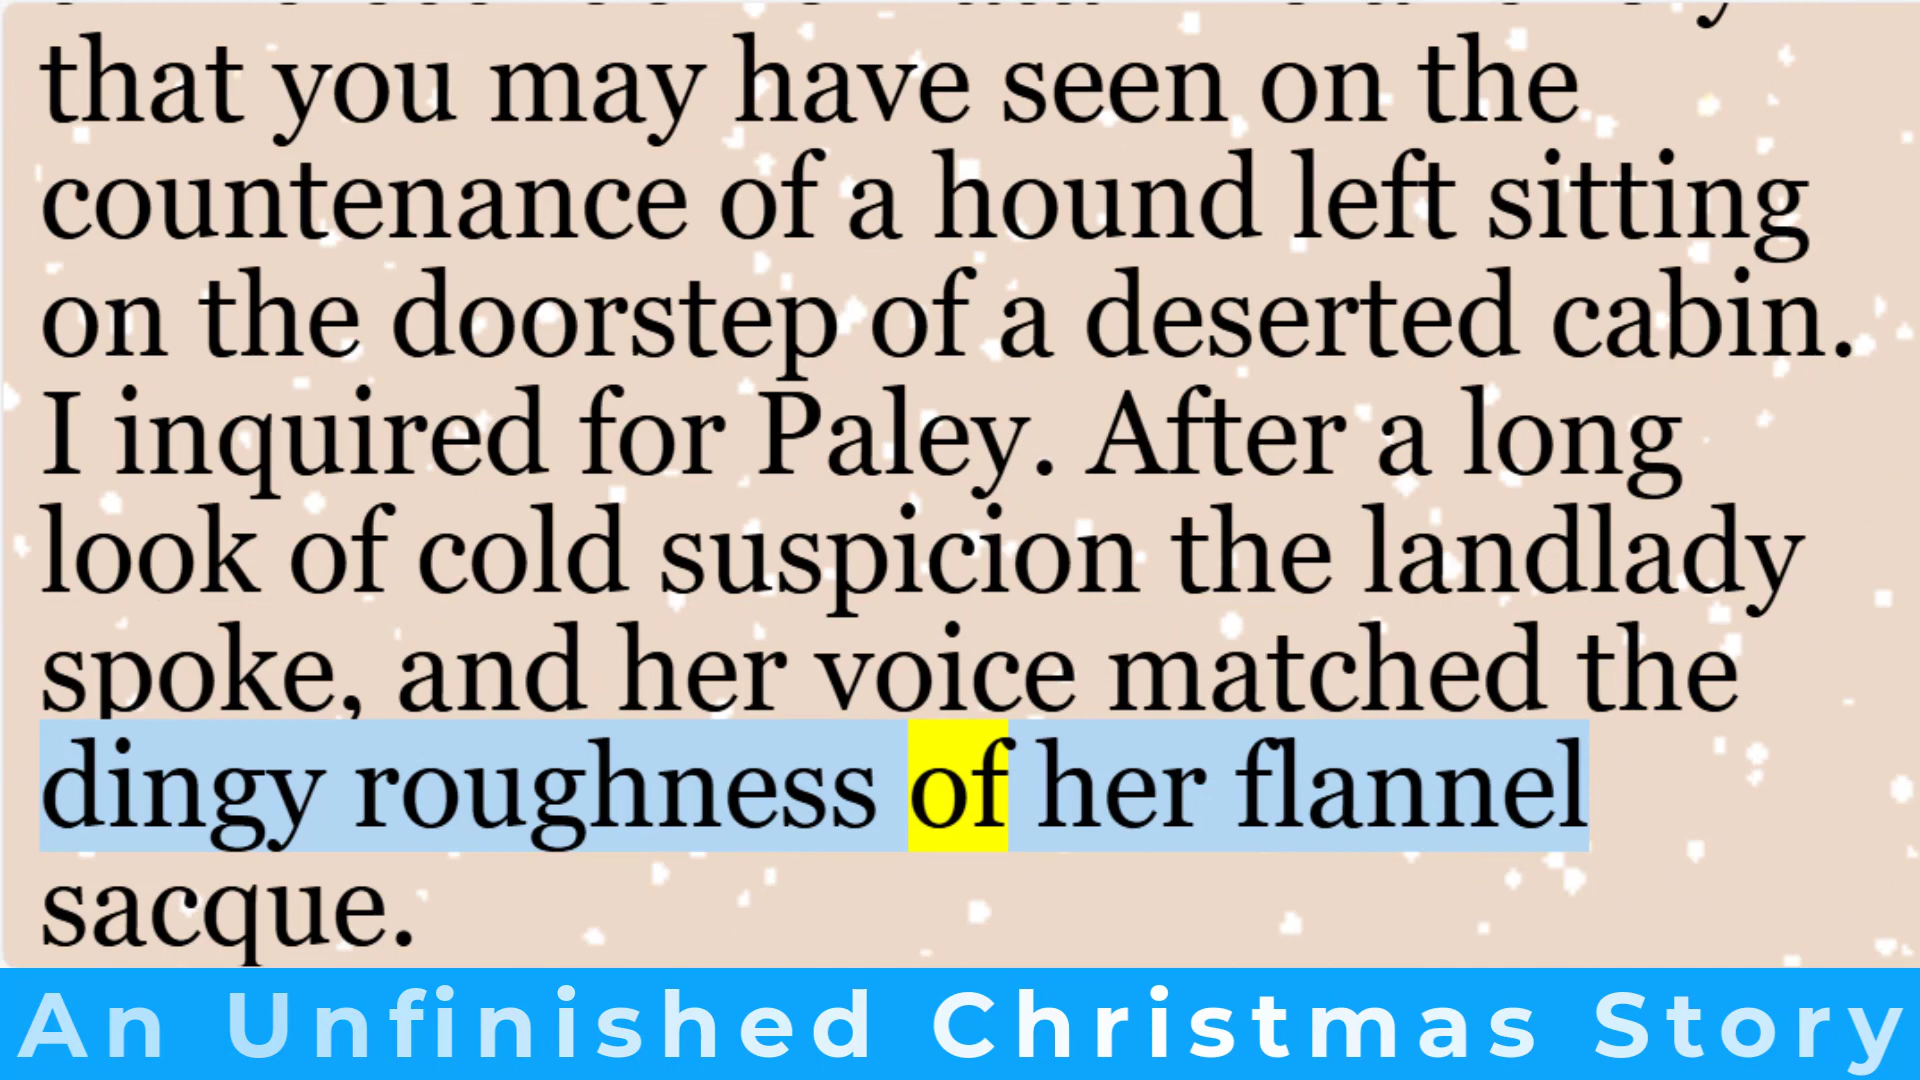 that you may have seen on the
countenance of a hound left sitting
on the doorstep of a deserted cabin.
I inquired for Paley. After a long
look of cold suspicion the landlady
spoke, and her voice matched the
dingy roughness of her flannel
sacque.
An Unfinished Christmas Story